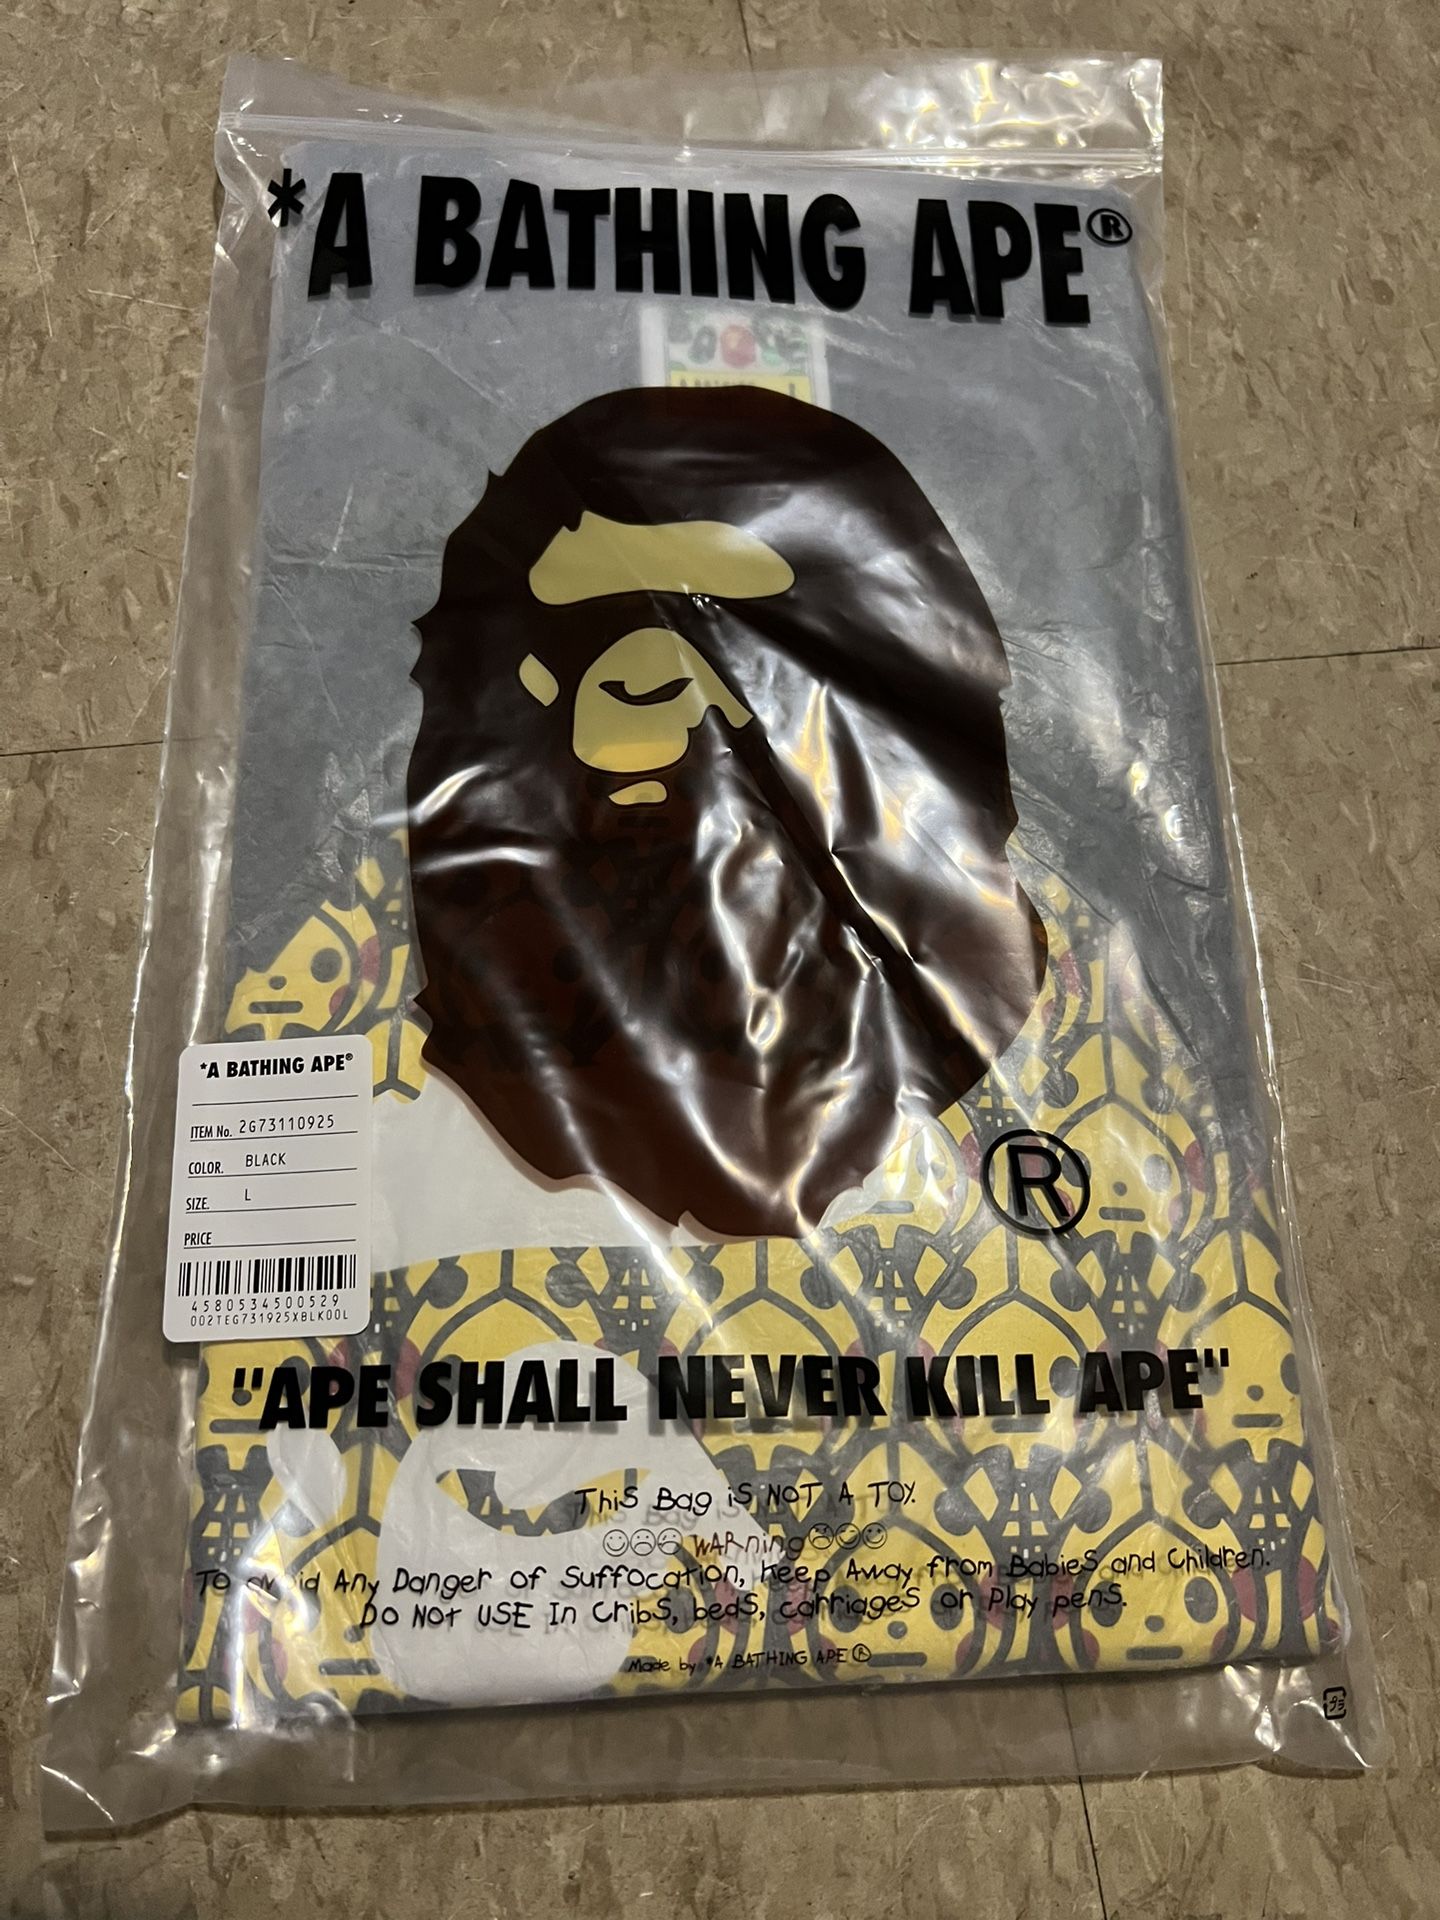 *A BATHING APE®
*A BATHING APE®
ITEM No. 2G73110925
COLOR. BLACK
SIZE. L
PRICE
4580534500529
002TEG731925XBLK00L
"APE SHALL NEVER KILL APE"
®
This Bag is NOT A TOY.
WARning
TO avoid Any Danger of Suffocation, Keep Away from Babies and Children.
Do Not USE In Cribs, beds, carriages or Play pens.
Made by *A BATHING APE®
プラ